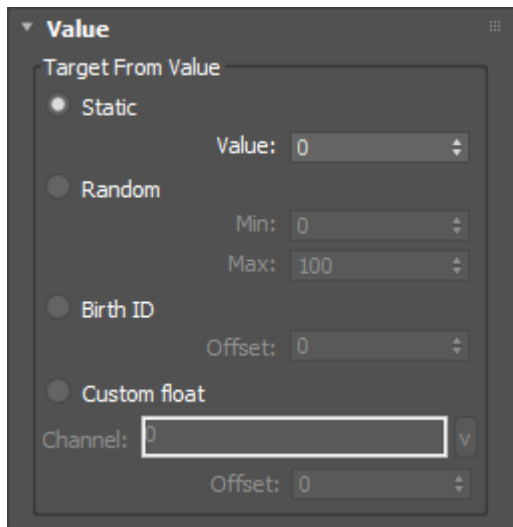 Value
Target From Value
Static
Value: 0
Random
Min: 0
Max: 100
Birth ID
Offset: 0
Custom float
Channel: 0 v
Offset: 0